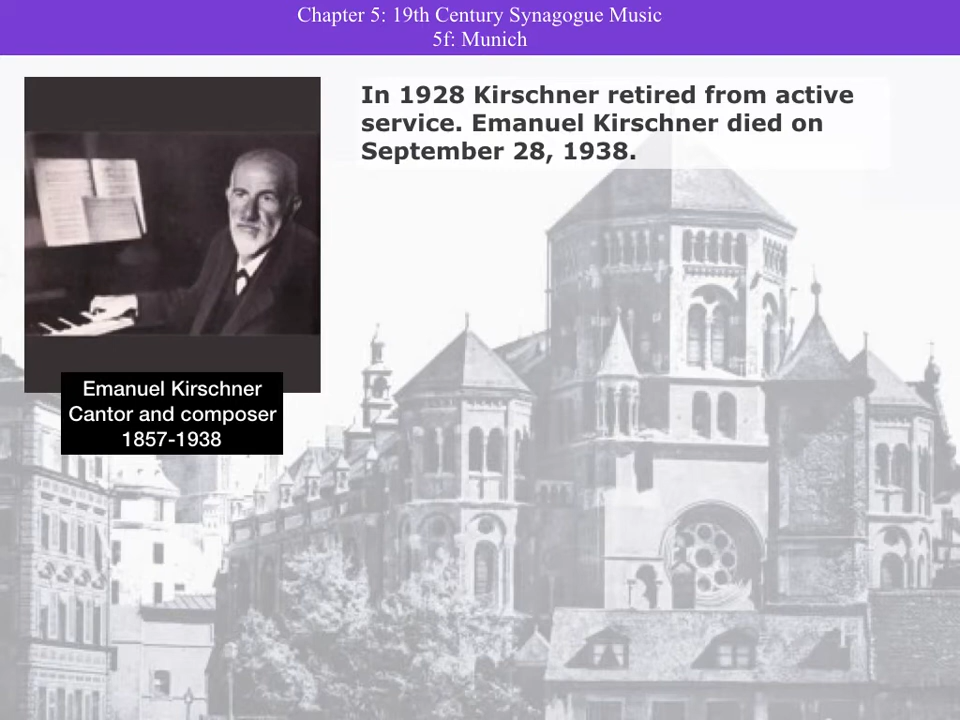 Chapter 5: 19th Century Synagogue Music
5f: Munich
In 1928 Kirschner retired from active
service. Emanuel Kirschner died on
September 28, 1938.
Emanuel Kirschner
Cantor and composer
1857-1938